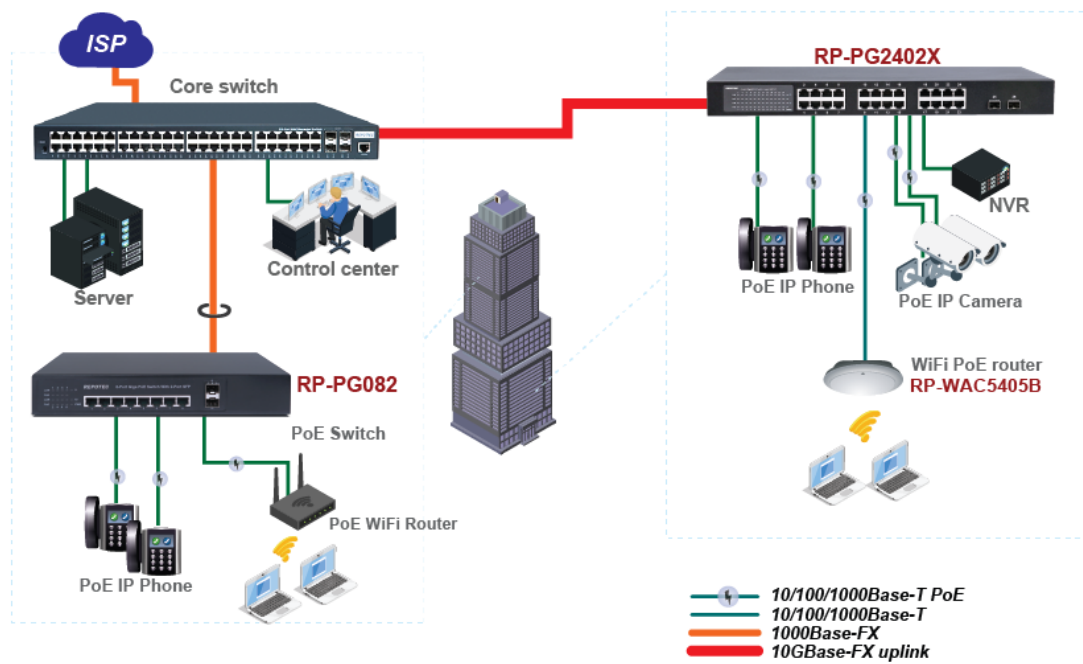 ISP
Core switch
RP-PG2402X
Server
Control center
NVR
PoE IP Phone
PoE IP Camera
REPOTEC
RP-PG082
WiFi PoE router
RP-WAC5405B
PoE Switch
PoE WiFi Router
PoE IP Phone
10/100/1000Base-T PoE
10/100/1000Base-T
1000Base-FX
10GBase-FX uplink